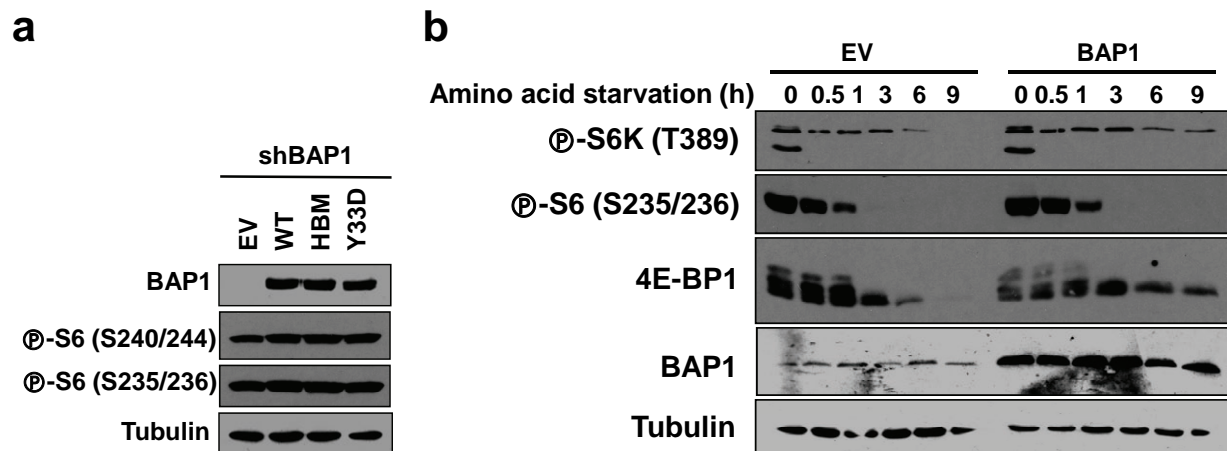 a
shBAP1
EV WT HBM Y33D
BAP1
Ⓟ-S6 (S240/244)
Ⓟ-S6 (S235/236)
Tubulin
b
EV BAP1
Amino acid starvation (h) 0 0.5 1 3 6 9 0 0.5 1 3 6 9
Ⓟ-S6K (T389)
Ⓟ-S6 (S235/236)
4E-BP1
BAP1
Tubulin